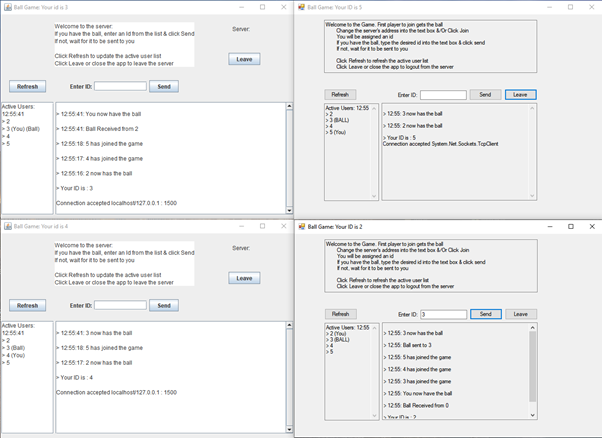 Ball Game: Your id is 3
Welcome to the server:
If you have the ball, enter an Id from the list & click Send
If not, wait for it to be sent to you
Click Refresh to update the active user list
Click Leave or close the app to leave the server
Server:
Leave
Refresh
Enter ID:
Send
Active Users:
12:55:41
> 2
> 3 (You) (Ball)
> 4
> 5
> 12:55:41: You now have the ball
> 12:55:41: Ball Received from 2
> 12:55:18: 5 has joined the game
> 12:55:17: 4 has joined the game
> 12:55:16: 2 now has the ball
> Your ID is : 3
Connection accepted localhost/127.0.0.1 : 1500
Ball Game: Your ID is 5
Welcome to the Game. First player to join gets the ball
Change the server's address into the text box &/Or Click Join
You will be assigned an id
If you have the ball, type the desired id into the text box & click send
If not, wait for it to be sent to you
Click Refresh to refresh the active user list
Click Leave or close the app to logout from the server
Refresh
Enter ID:
Send
Leave
Active Users: 12:55
> 2
> 3 (BALL)
> 4
> 5 (You)
> 12:55: 3 now has the ball
> 12:55: 2 now has the ball
> Your ID is : 5
Connection accepted System.Net.Sockets.TcpClient
Ball Game: Your id is 4
Welcome to the server:
If you have the ball, enter an Id from the list & click Send
If not, wait for it to be sent to you
Click Refresh to update the active user list
Click Leave or close the app to leave the server
Server:
Leave
Refresh
Enter ID:
Send
Active Users:
12:55:41
> 2
> 3 (Ball)
> 4 (You)
> 5
> 12:55:41: 3 now has the ball
> 12:55:18: 5 has joined the game
> 12:55:17: 2 now has the ball
> Your ID is : 4
Connection accepted localhost/127.0.0.1 : 1500
Ball Game: Your ID is 2
Welcome to the Game. First player to join gets the ball
Change the server's address into the text box &/Or Click Join
You will be assigned an id
If you have the ball, type the desired id into the text box & click send
If not, wait for it to be sent to you
Click Refresh to refresh the active user list
Click Leave or close the app to logout from the server
Refresh
Enter ID:
3
Send
Leave
Active Users: 12:55
> 2 (You)
> 3 (BALL)
> 4
> 5
> 12:55: 3 now has the ball
> 12:55: Ball sent to 3
> 12:55: 5 has joined the game
> 12:55: 4 has joined the game
> 12:55: 3 has joined the game
> 12:55: You now have the ball
> 12:55: Ball Received from 0
> Your ID is : 2